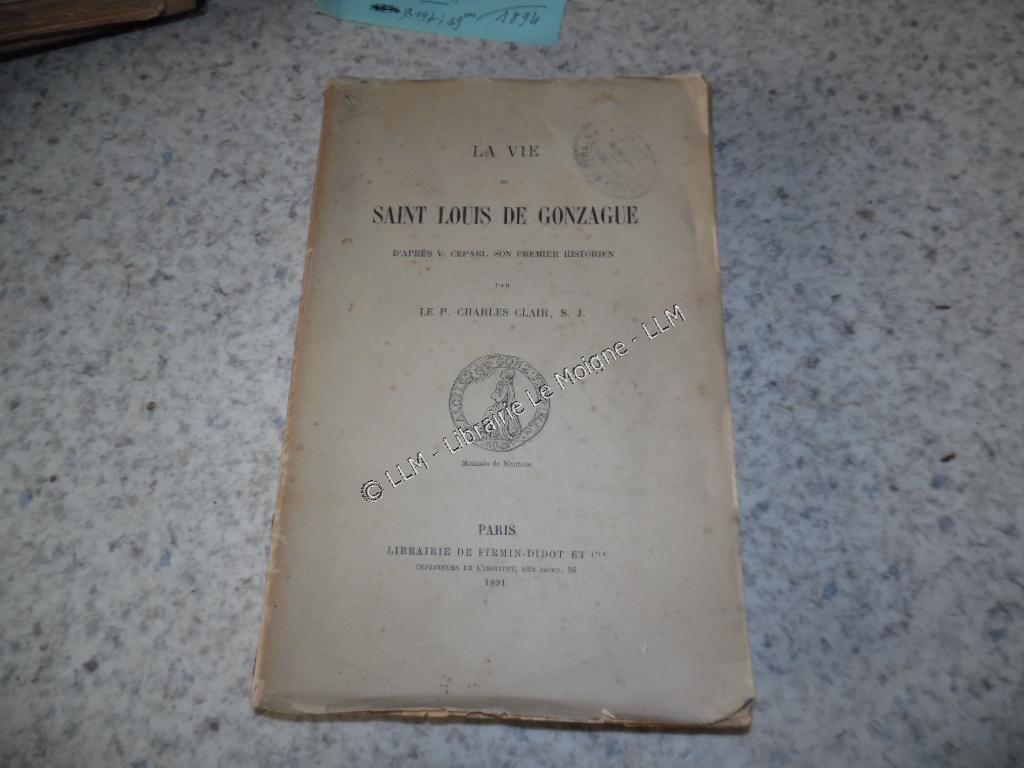 1894
D
LA VIE
DE
SAINT LOUIS DE GONZAGUE
D'APRÈS V. CEPARI, SON PREMIER HISTORIEN
PAR
LE P. CHARLES CLAIR, S. J.
Monnaie de Mantoue.
© LLM - Librairie Le Moigne - LLM
PARIS
LIBRAIRIE DE FIRMIN-DIDOT ET Cie
IMPRIMEURS DE L'INSTITUT, RUE JACOB, 56
1891